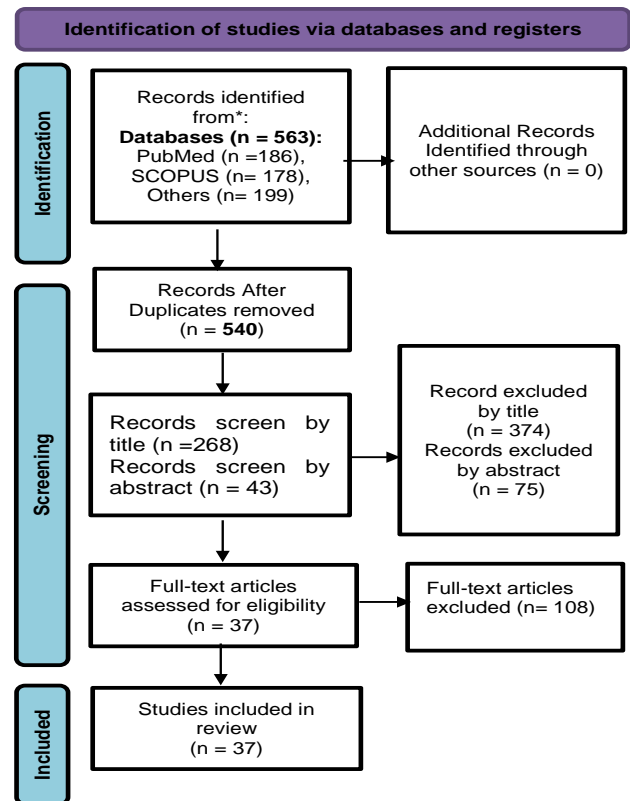 Identification of studies via databases and registers
Identification
Records identified
from*:
Databases (n = 563):
PubMed (n =186),
SCOPUS (n= 178),
Others (n= 199)
Additional Records
Identified through
other sources (n = 0)
Screening
Records After
Duplicates removed
(n = 540)
Records screen by
title (n =268)
Records screen by
abstract (n = 43)
Record excluded
by title
(n = 374)
Records excluded
by abstract
(n = 75)
Full-text articles
assessed for eligibility
(n = 37)
Full-text articles
excluded (n= 108)
Included
Studies included in
review
(n = 37)